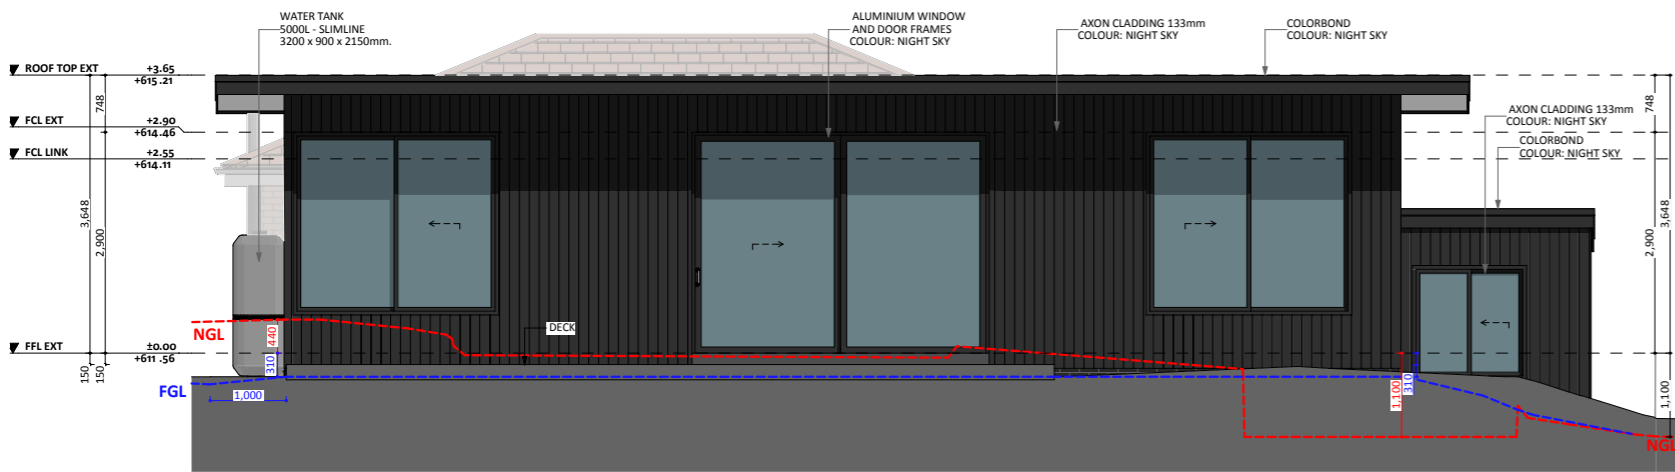 WATER TANK
5000L - SLIMLINE
3200 x 900 x 2150mm.
ALUMINIUM WINDOW
AND DOOR FRAMES
COLOUR: NIGHT SKY
AXON CLADDING 133mm
COLOUR: NIGHT SKY
COLORBOND
COLOUR: NIGHT SKY
ROOF TOP EXT
+3.65
+615.21
FCL EXT
+2.90
+614.46
FCL LINK
+2.55
+614.11
FFL EXT
±0.00
+611.56
748
3,648
2,900
150
150
AXON CLADDING 133mm
COLOUR: NIGHT SKY
COLORBOND
COLOUR: NIGHT SKY
748
3,648
2,900
1,100
NGL
440
310
FGL
1,000
DECK
1,100
310
NGL